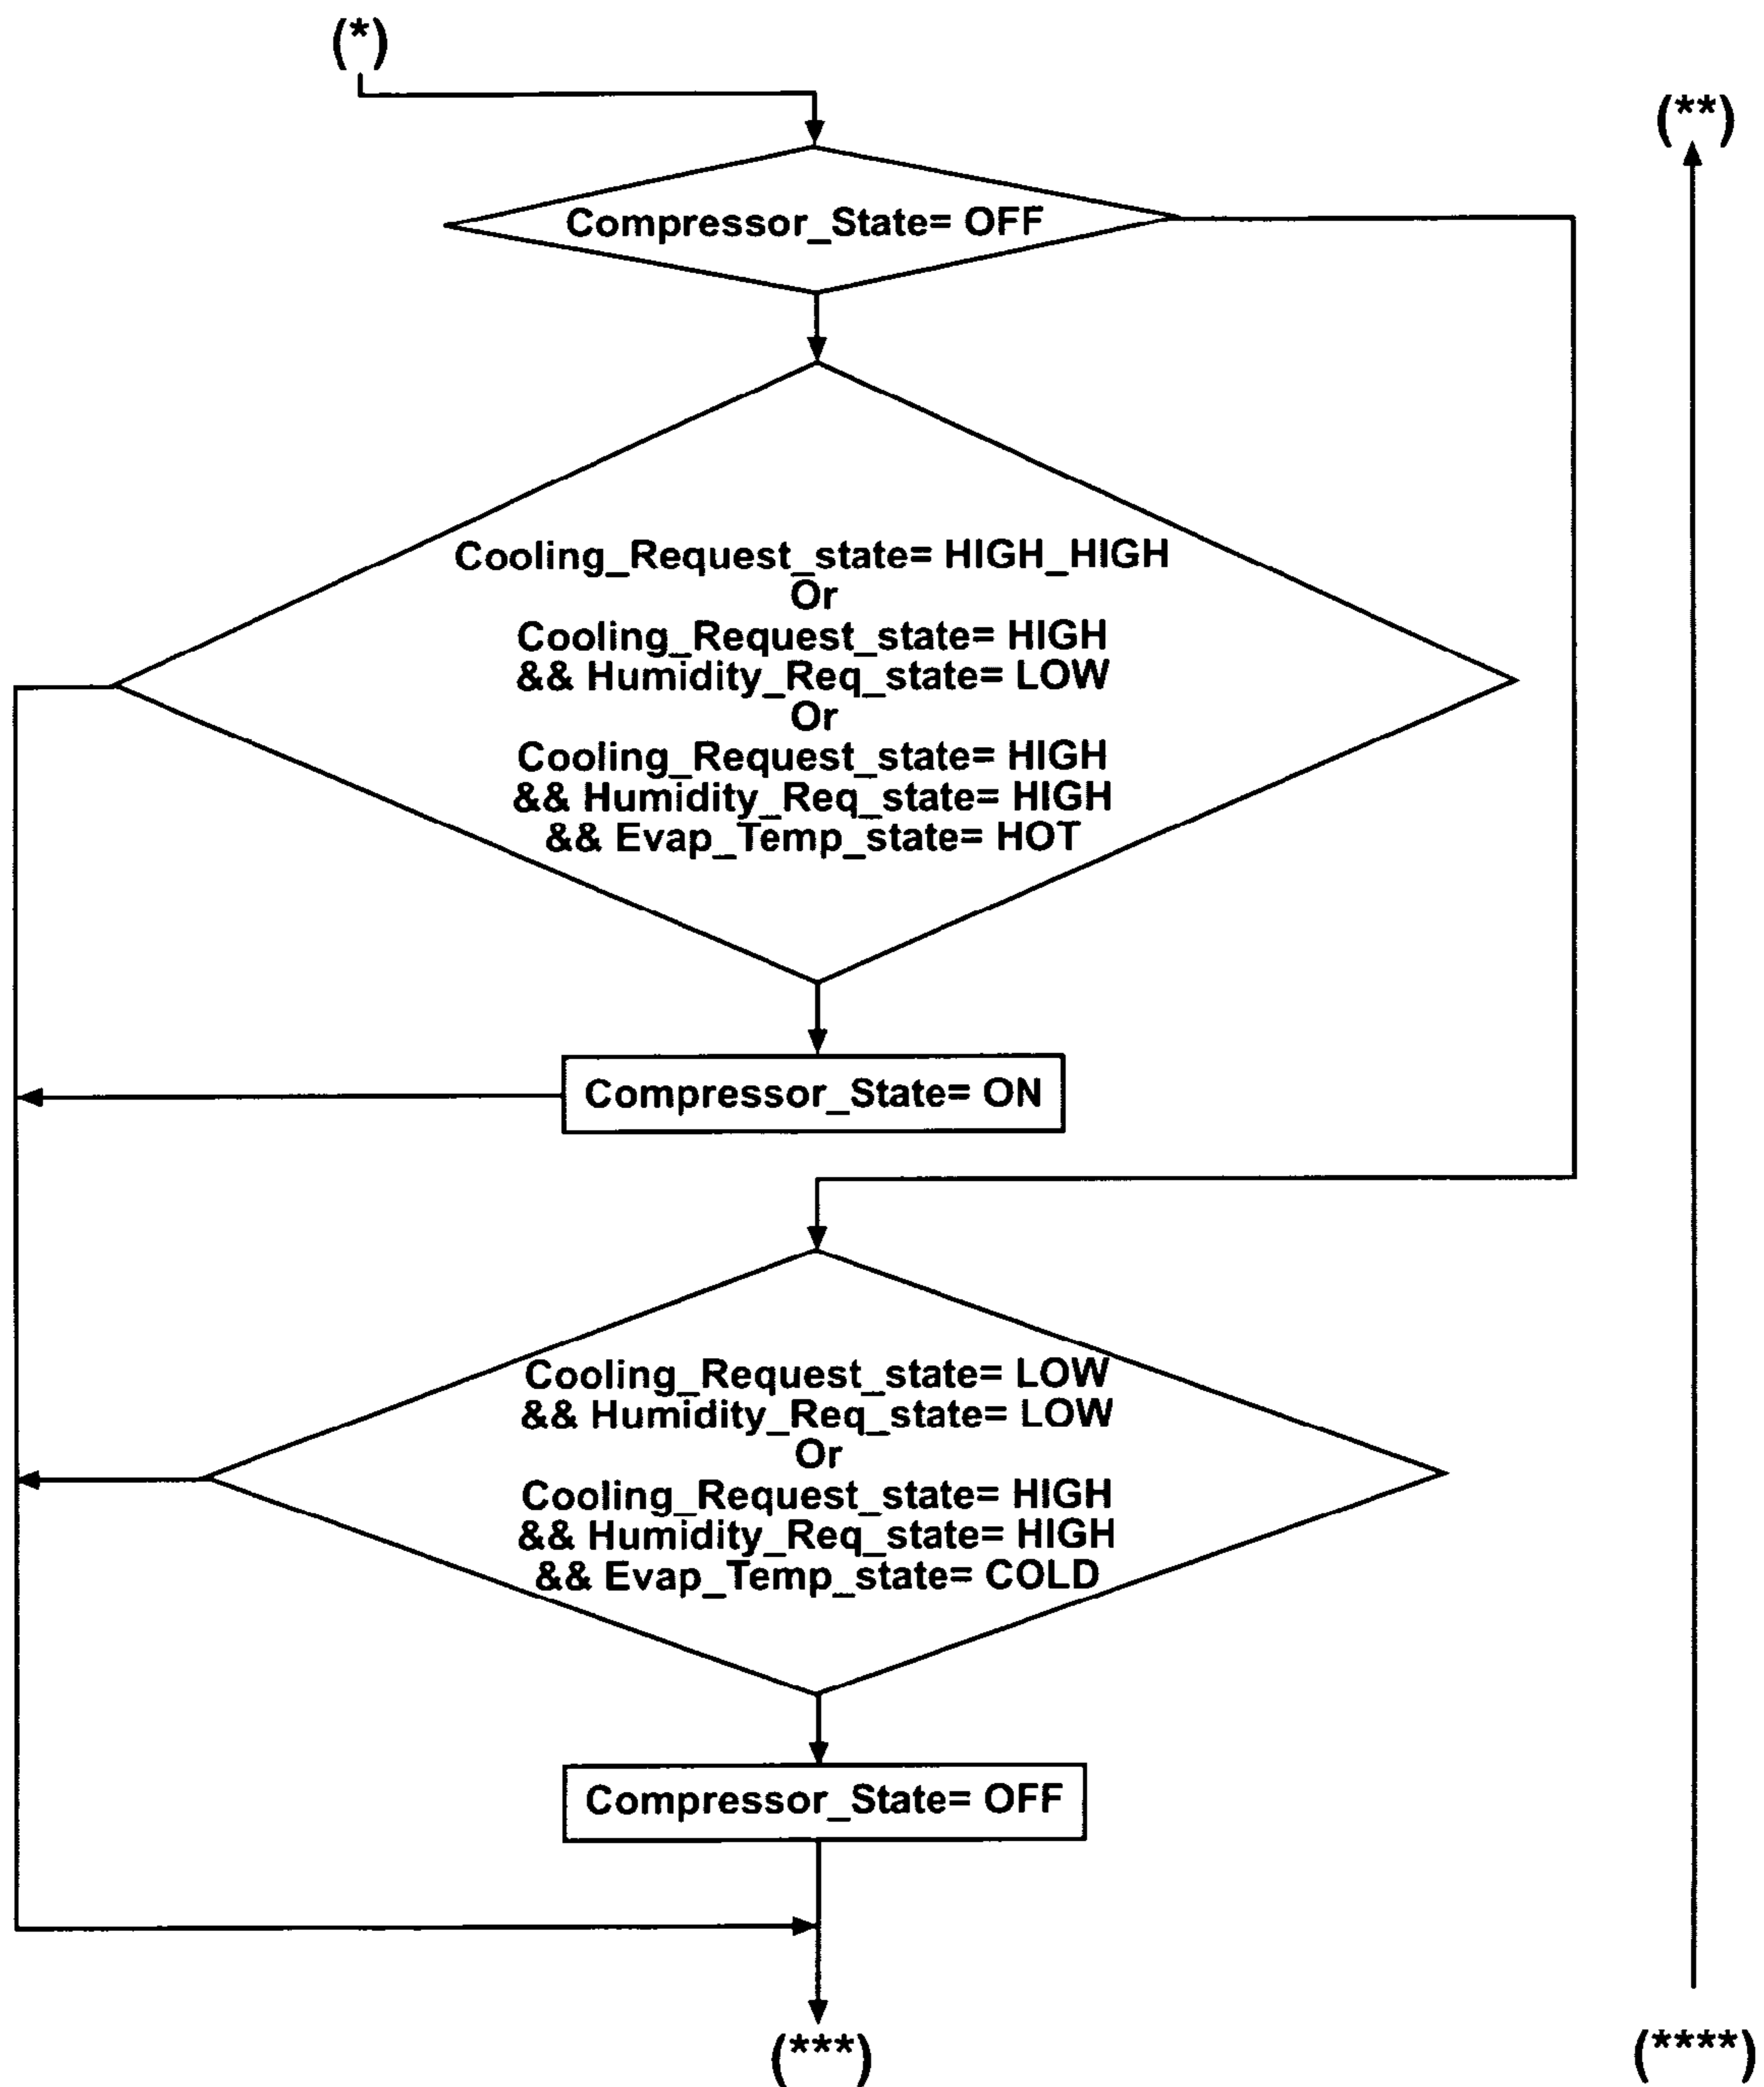 (*)
(**)
Compressor_State= OFF
Cooling_Request_state= HIGH_HIGH
Or
Cooling_Request_state= HIGH
&& Humidity_Req_state= LOW
Or
Cooling_Request_state= HIGH
&& Humidity_Req_state= HIGH
&& Evap_Temp_state= HOT
Compressor_State= ON
Cooling_Request_state= LOW
&& Humidity_Req_state= LOW
Or
Cooling_Request_state= HIGH
&& Humidity_Req_state= HIGH
&& Evap_Temp_state= COLD
Compressor_State= OFF
(***)
(****)